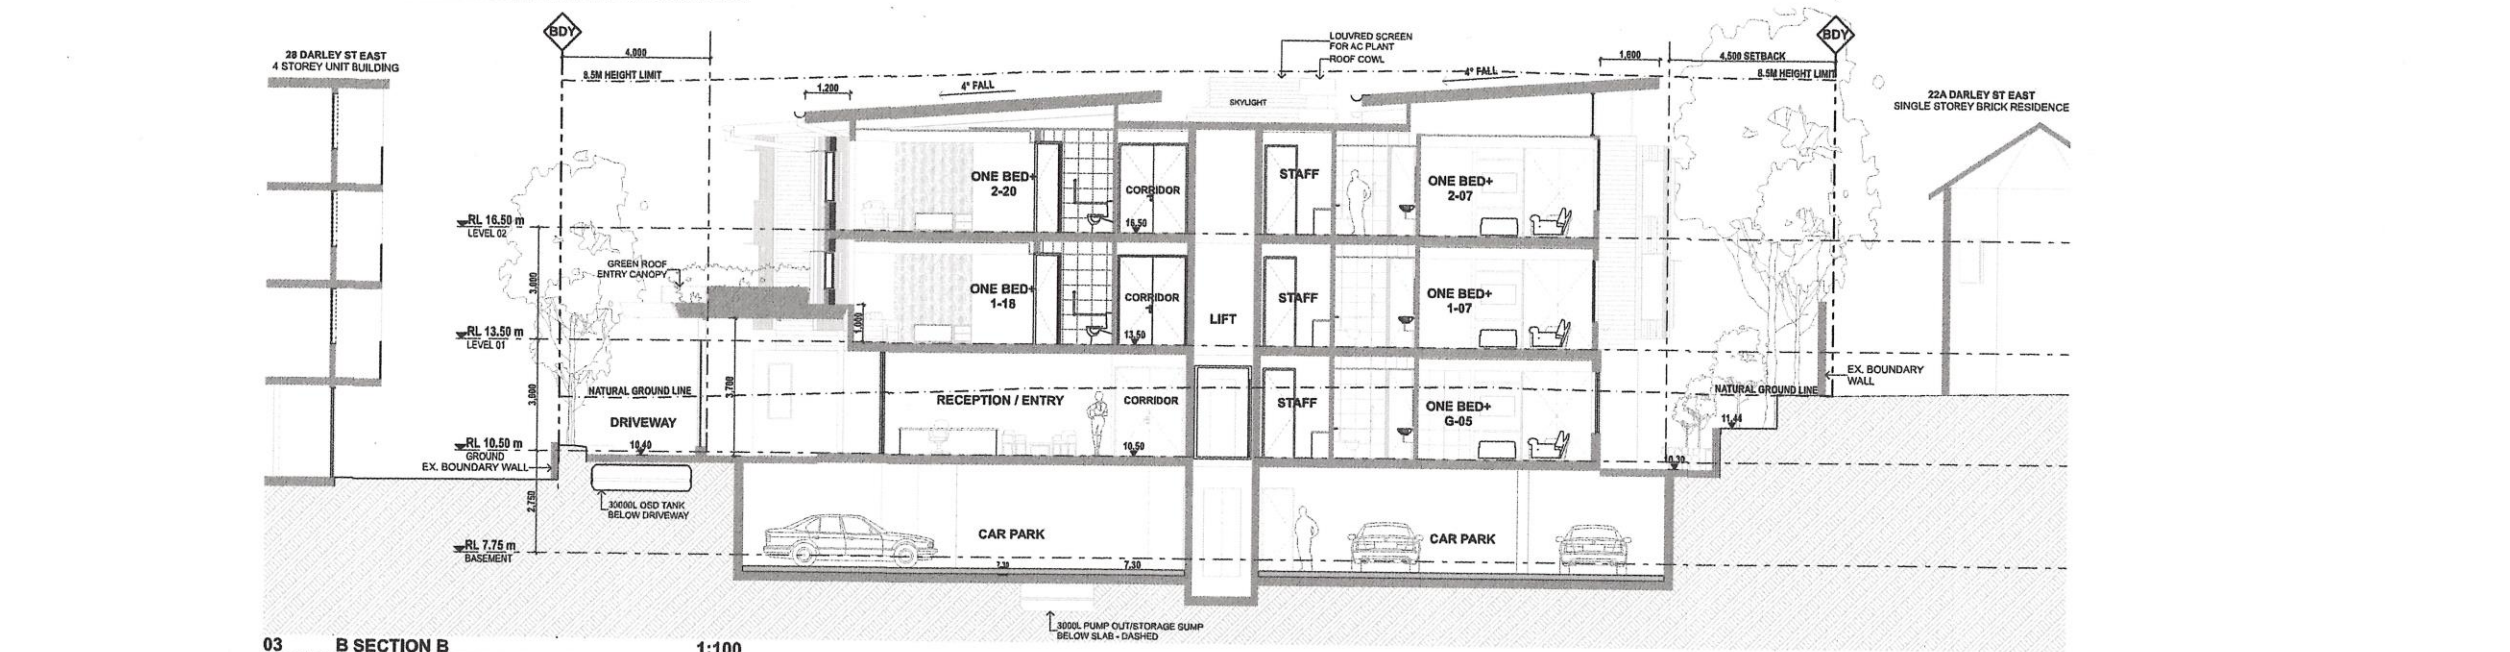 BDY
BDY
28 DARLEY ST EAST
4 STOREY UNIT BUILDING
4,000
8.5M HEIGHT LIMIT
1,200
4° FALL
LOUVRED SCREEN
FOR AC PLANT
ROOF COWL
SKYLIGHT
4° FALL
1,600
4,500 SETBACK
8.5M HEIGHT LIMIT
22A DARLEY ST EAST
SINGLE STOREY BRICK RESIDENCE
ONE BED+
2-20
CORRIDOR
16.50
STAFF
ONE BED+
2-07
RL 16.50 m
LEVEL 02
GREEN ROOF
ENTRY CANOPY
3,000
ONE BED+
1-18
CORRIDOR
13.50
1,000
LIFT
STAFF
ONE BED+
1-07
RL 13.50 m
LEVEL 01
3,000
3,700
NATURAL GROUND LINE
DRIVEWAY
10.40
RECEPTION / ENTRY
CORRIDOR
10.50
STAFF
ONE BED+
G-05
NATURAL GROUND LINE
11.44
EX. BOUNDARY
WALL
RL 10.50 m
GROUND
EX. BOUNDARY WALL
2,750
30000L OSD TANK
BELOW DRIVEWAY
CAR PARK
CAR PARK
RL 7.75 m
BASEMENT
7.30
7.30
3000L PUMP OUT/STORAGE SUMP
BELOW SLAB - DASHED
03 B SECTION B 1:100